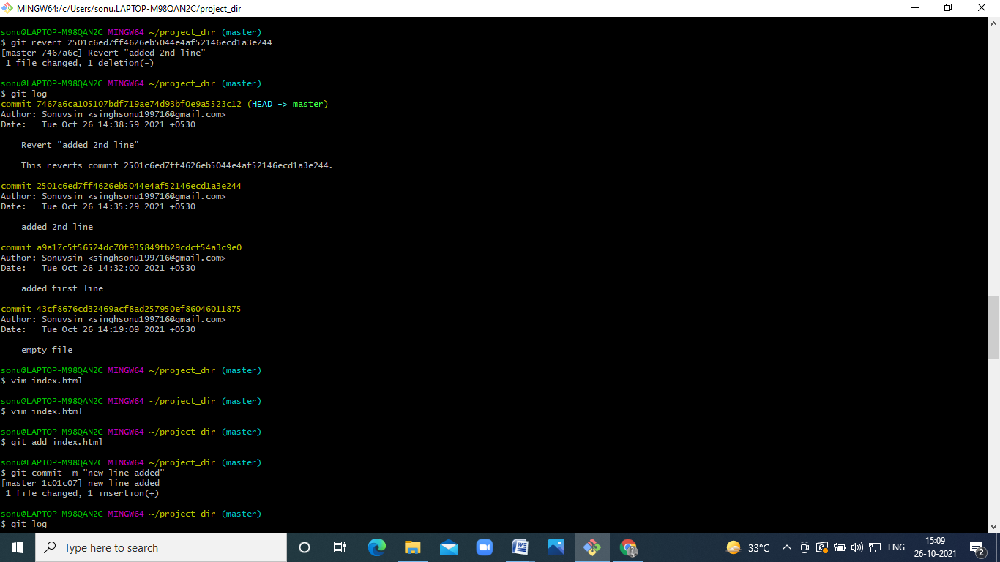 MINGW64:/c/Users/sonu.LAPTOP-M98QAN2C/project_dir
sonu@LAPTOP-M98QAN2C MINGW64 ~/project_dir (master)
$ git revert 2501c6ed7ff4626eb5044e4af52146ecd1a3e244
[master 7467a6c] Revert "added 2nd line"
 1 file changed, 1 deletion(-)
sonu@LAPTOP-M98QAN2C MINGW64 ~/project_dir (master)
$ git log
commit 7467a6ca105107bdf719ae74d93bf0e9a5523c12 (HEAD -> master)
Author: Sonuvsin <singhsonu199716@gmail.com>
Date:   Tue Oct 26 14:38:59 2021 +0530
    Revert "added 2nd line"
    This reverts commit 2501c6ed7ff4626eb5044e4af52146ecd1a3e244.
commit 2501c6ed7ff4626eb5044e4af52146ecd1a3e244
Author: Sonuvsin <singhsonu199716@gmail.com>
Date:   Tue Oct 26 14:35:29 2021 +0530
    added 2nd line
commit a9a17c5f56524dc70f935849fb29cdcf54a3c9e0
Author: Sonuvsin <singhsonu199716@gmail.com>
Date:   Tue Oct 26 14:32:00 2021 +0530
    added first line
commit 43cf8676cd32469acf8ad257950ef86046011875
Author: Sonuvsin <singhsonu199716@gmail.com>
Date:   Tue Oct 26 14:19:09 2021 +0530
    empty file
sonu@LAPTOP-M98QAN2C MINGW64 ~/project_dir (master)
$ vim index.html
sonu@LAPTOP-M98QAN2C MINGW64 ~/project_dir (master)
$ vim index.html
sonu@LAPTOP-M98QAN2C MINGW64 ~/project_dir (master)
$ git add index.html
sonu@LAPTOP-M98QAN2C MINGW64 ~/project_dir (master)
$ git commit -m "new line added"
[master 1c01c07] new line added
 1 file changed, 1 insertion(+)
sonu@LAPTOP-M98QAN2C MINGW64 ~/project_dir (master)
$ git log
Type here to search
33°C
ENG
15:09
26-10-2021
2